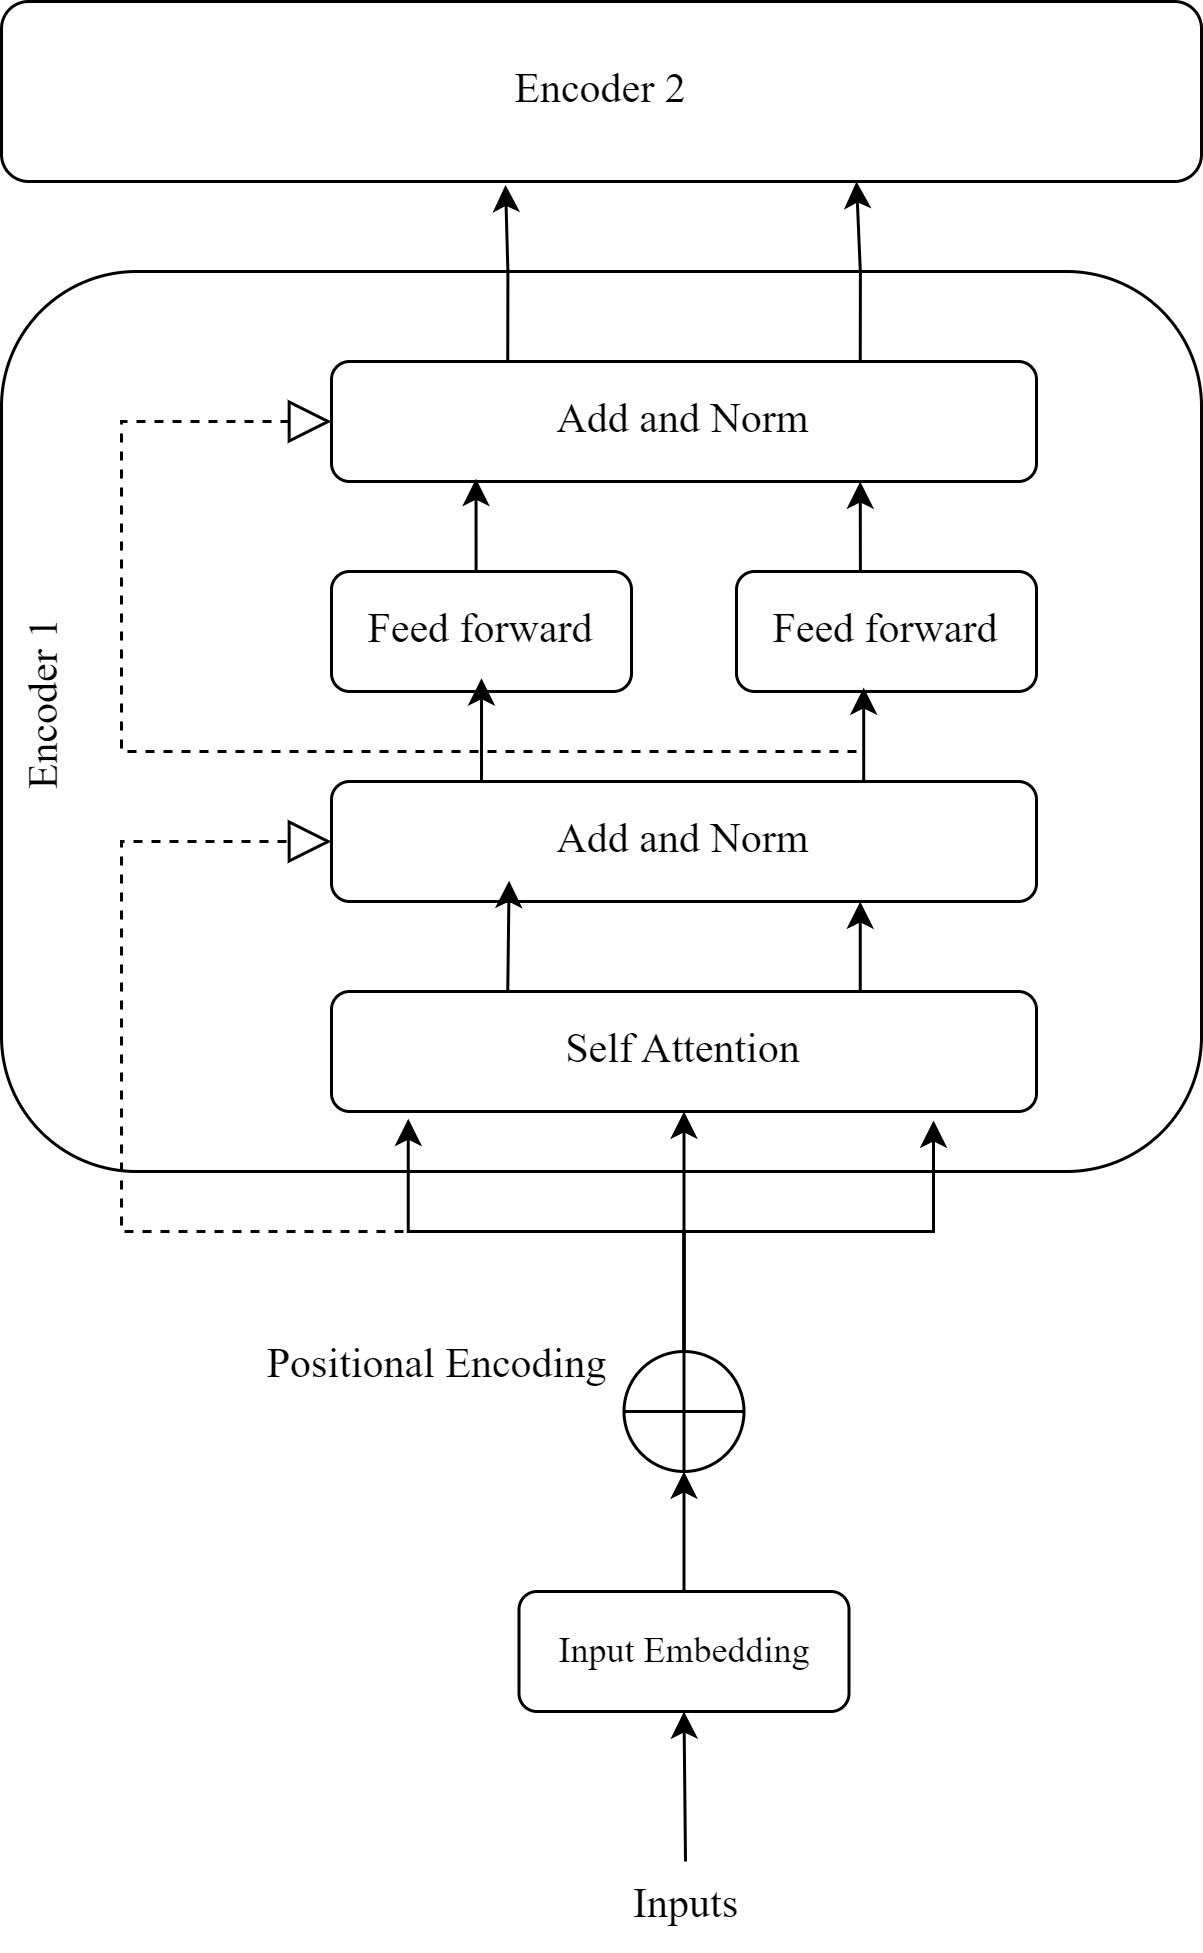 Encoder 2
Add and Norm
Feed forward
Feed forward
Encoder 1
Add and Norm
Self Attention
Positional Encoding
Input Embedding
Inputs